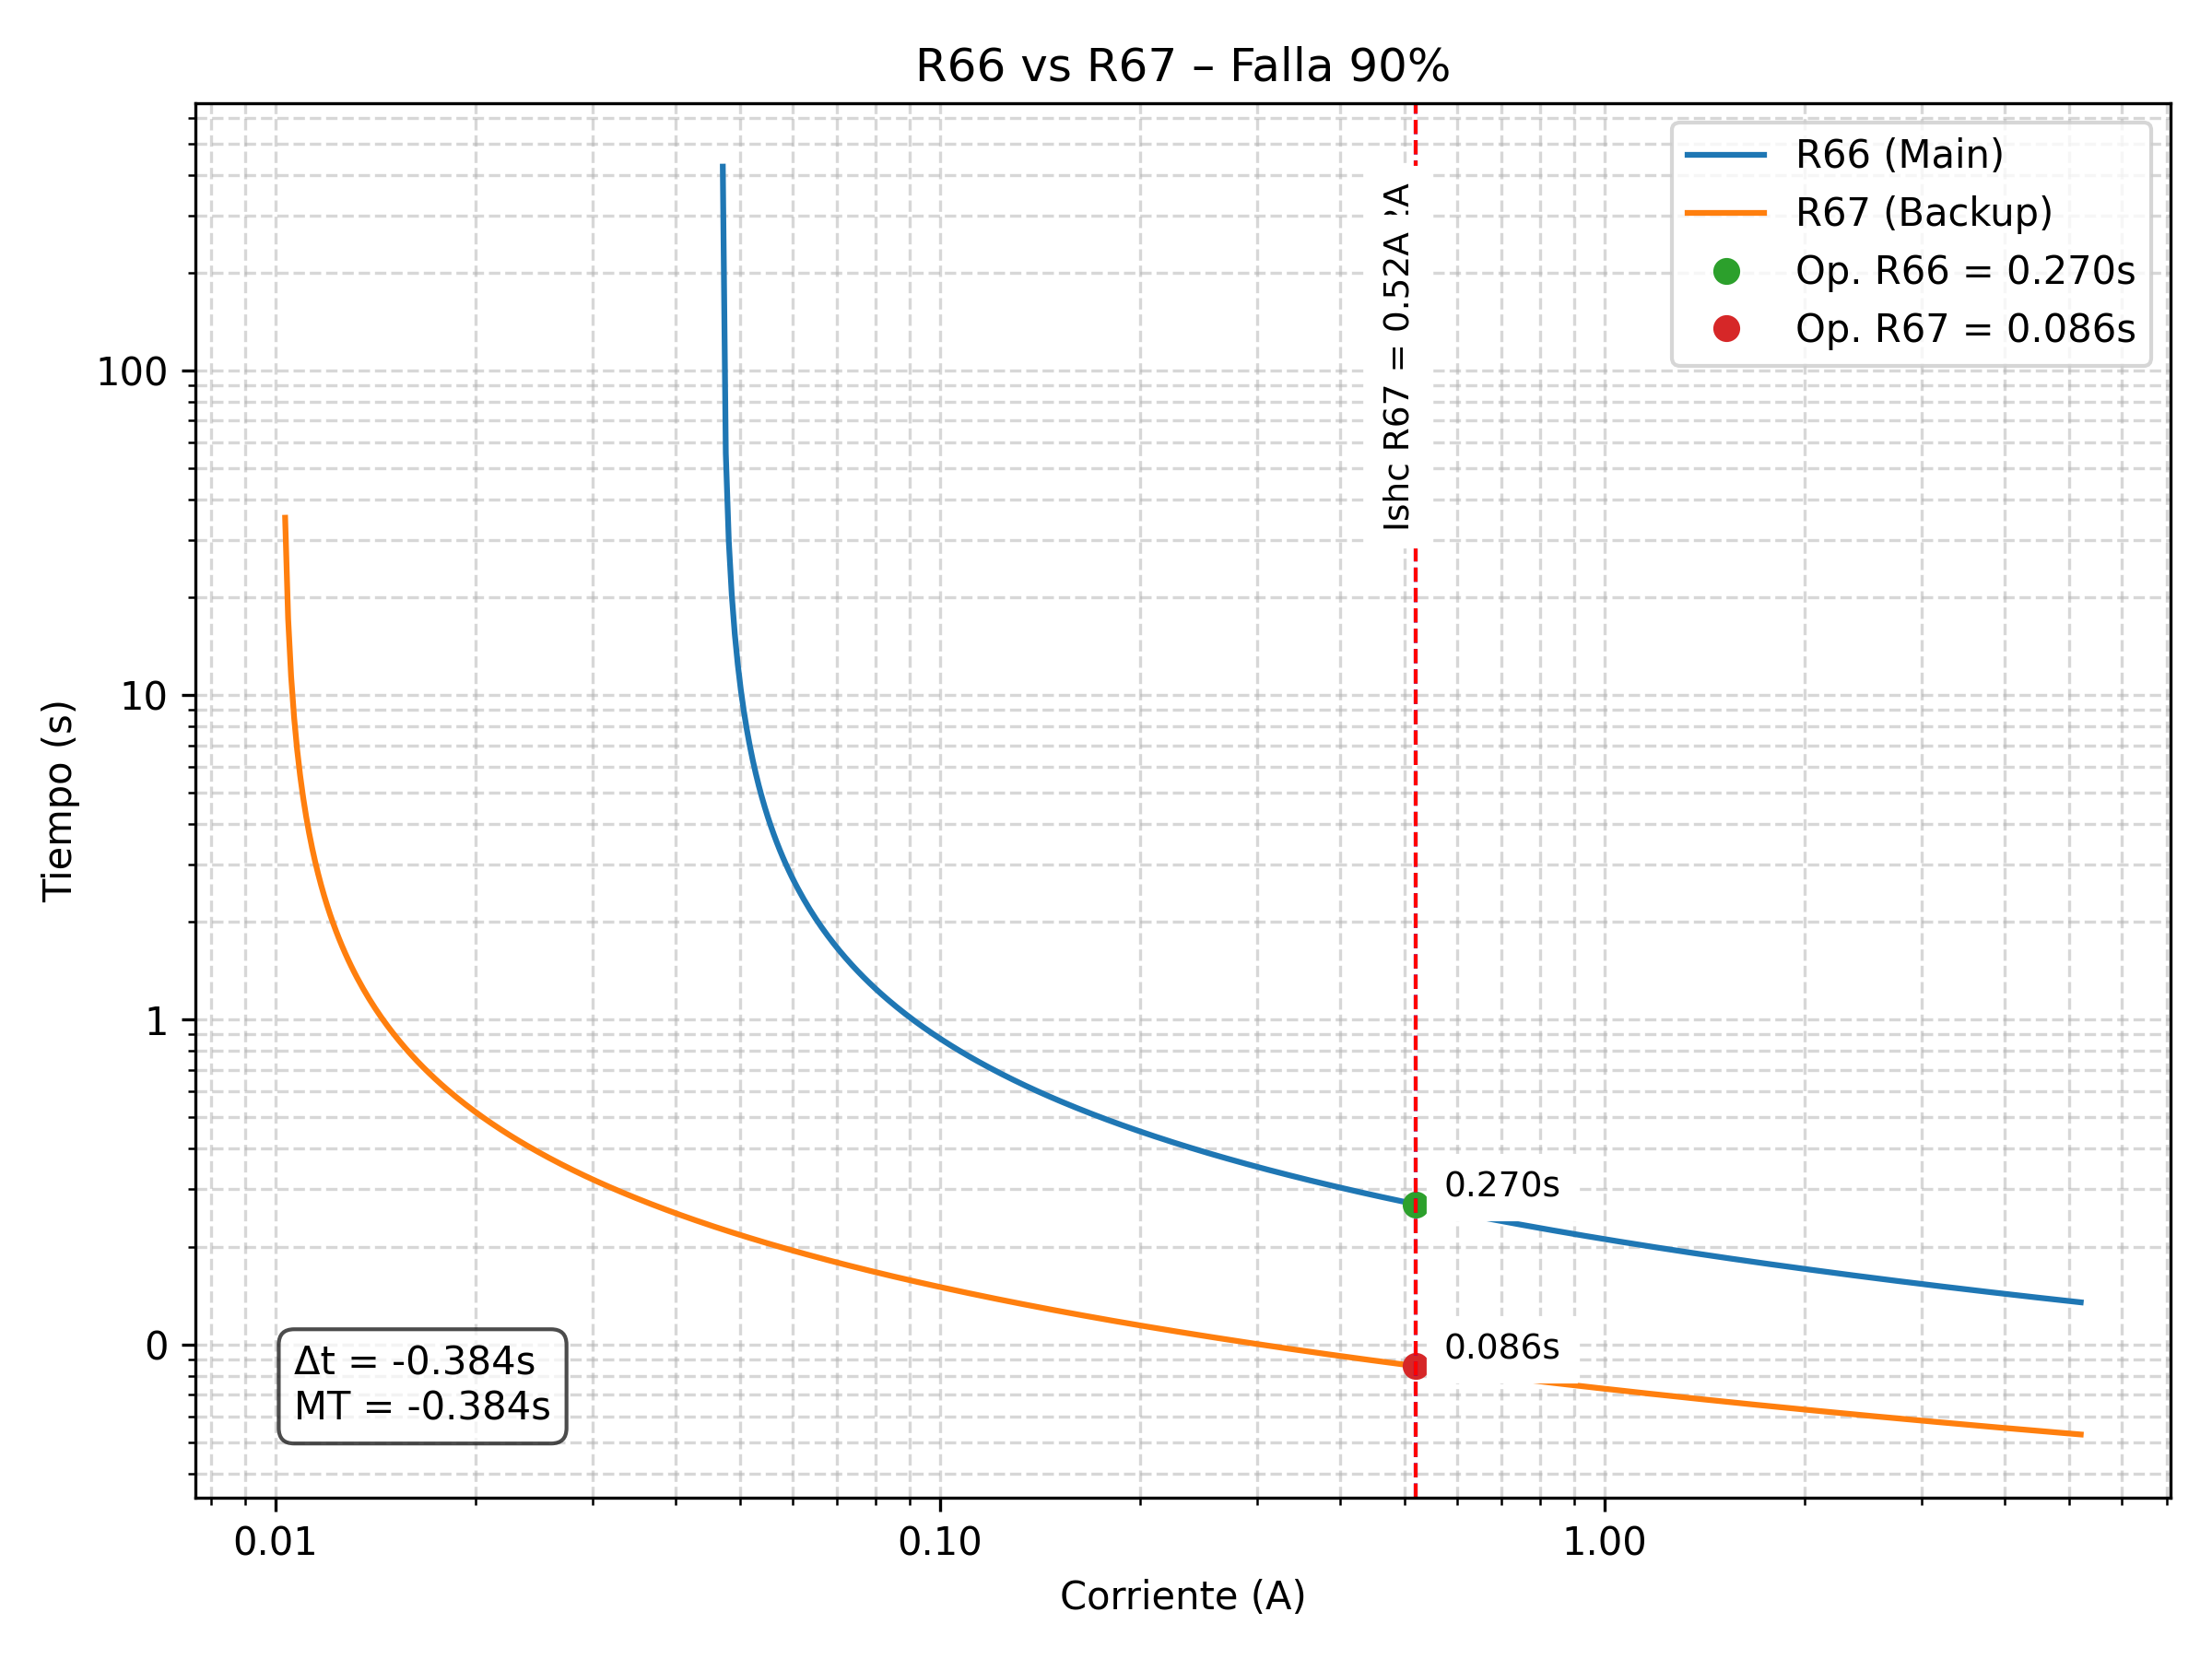 R66 vs R67 – Falla 90%
R66 (Main)
R67 (Backup)
Op. R66 = 0.270s
Op. R67 = 0.086s
Ishc R67 = 0.52A
100
10
1
0
Tiempo (s)
0.270s
0.086s
Δt = -0.384s
MT = -0.384s
0.01
0.10
1.00
Corriente (A)